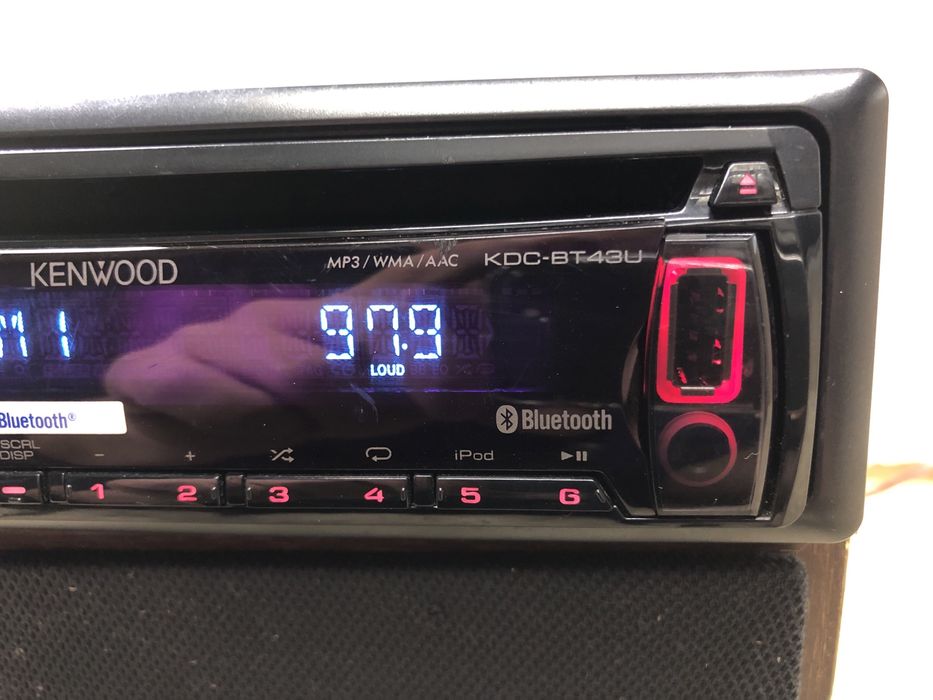 KENWOOD
MP3/WMA/AAC
KDC-BT43U
M1
97.9
LOUD
Bluetooth®
Bluetooth
SCRL
DISP
- +
iPod
1 2 3 4 5 6